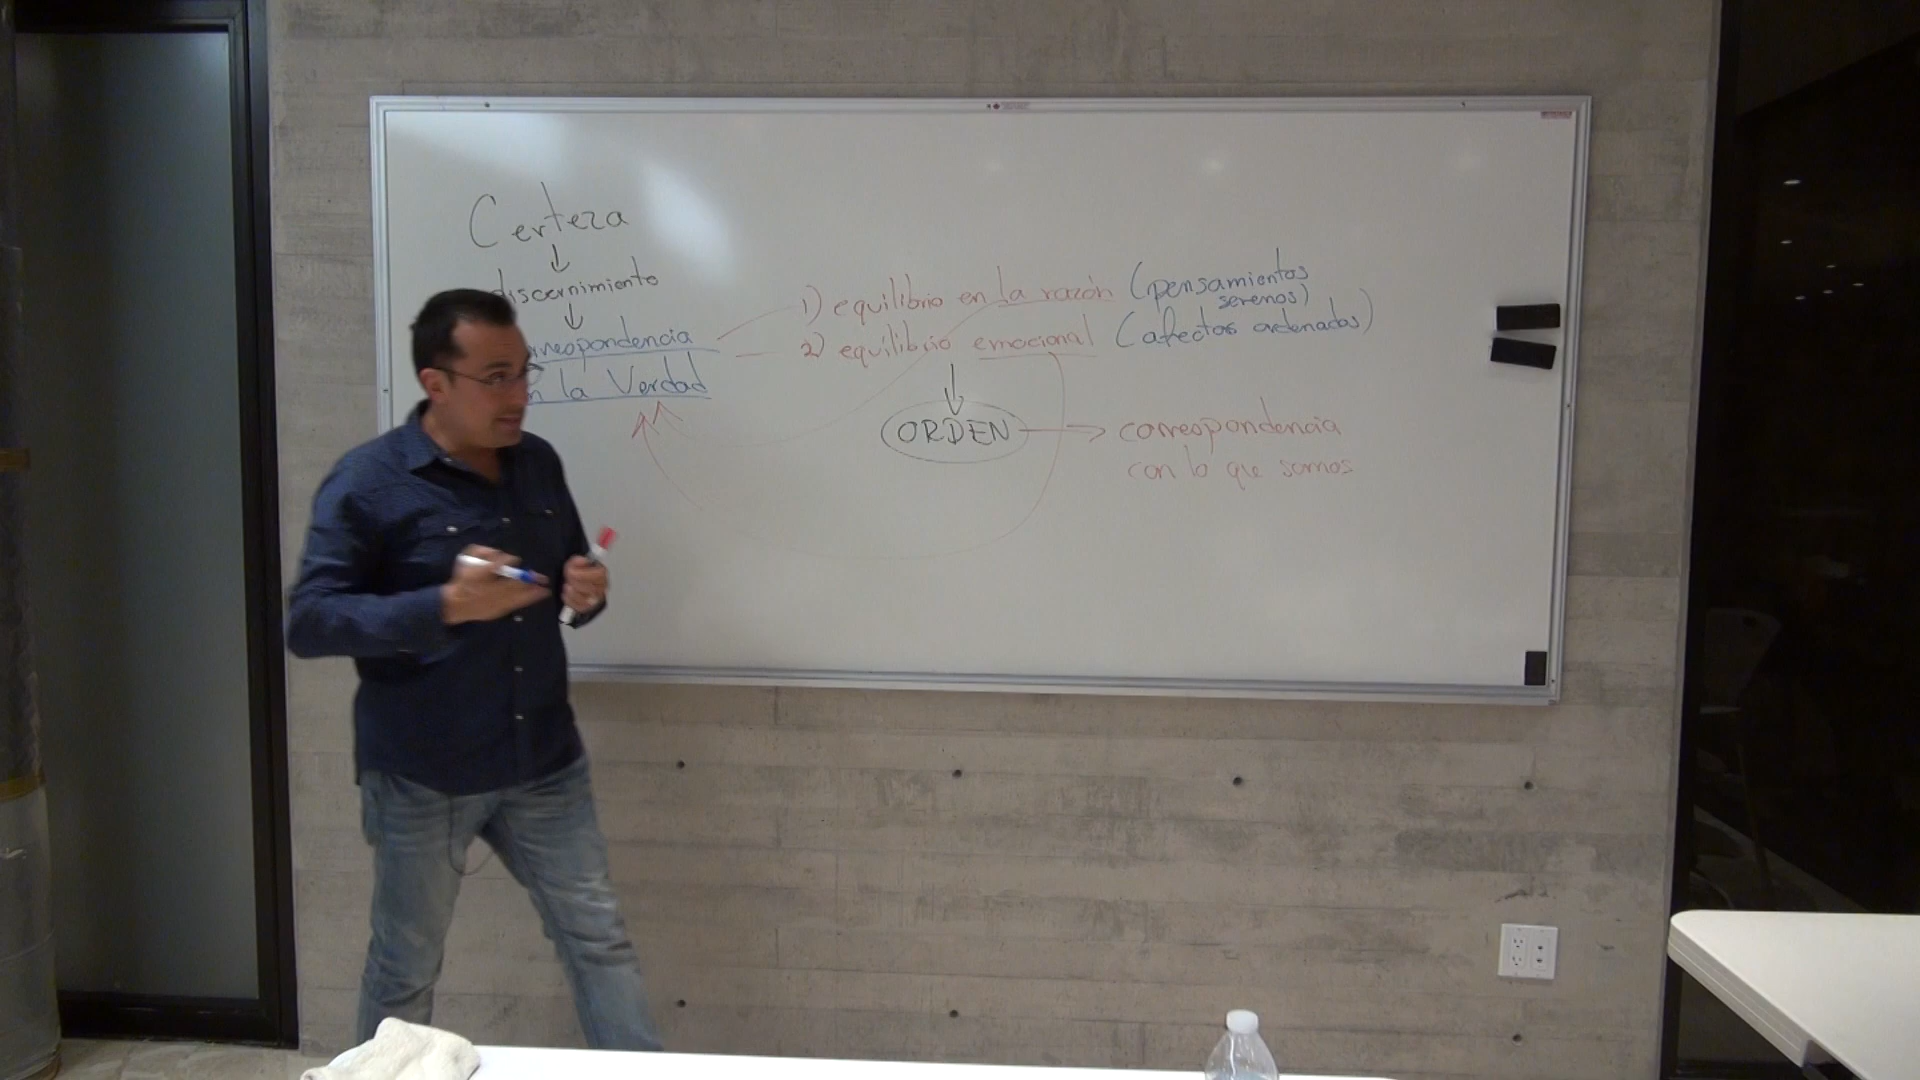 Certeza
discernimiento
correspondencia
la Verdad
1) equilibrio en la razón (pensamientos
serenos)
2) equilibrio emocional (afectos ordenados)
ORDEN
correspondencia
con lo que somos